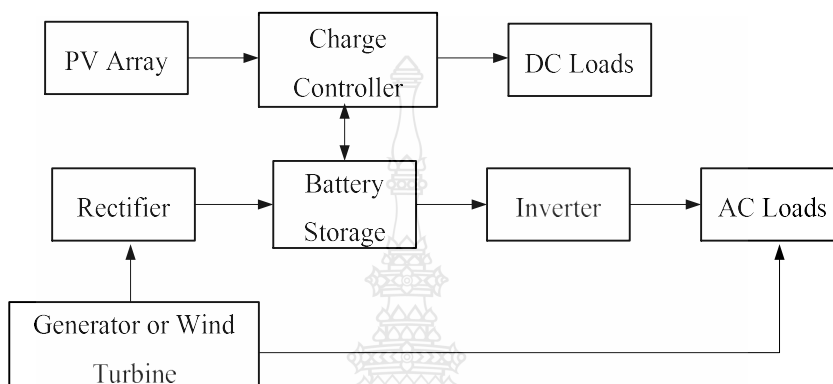 PV Array
Charge
Controller
DC Loads
Rectifier
Battery
Storage
Inverter
AC Loads
Generator or Wind
Turbine